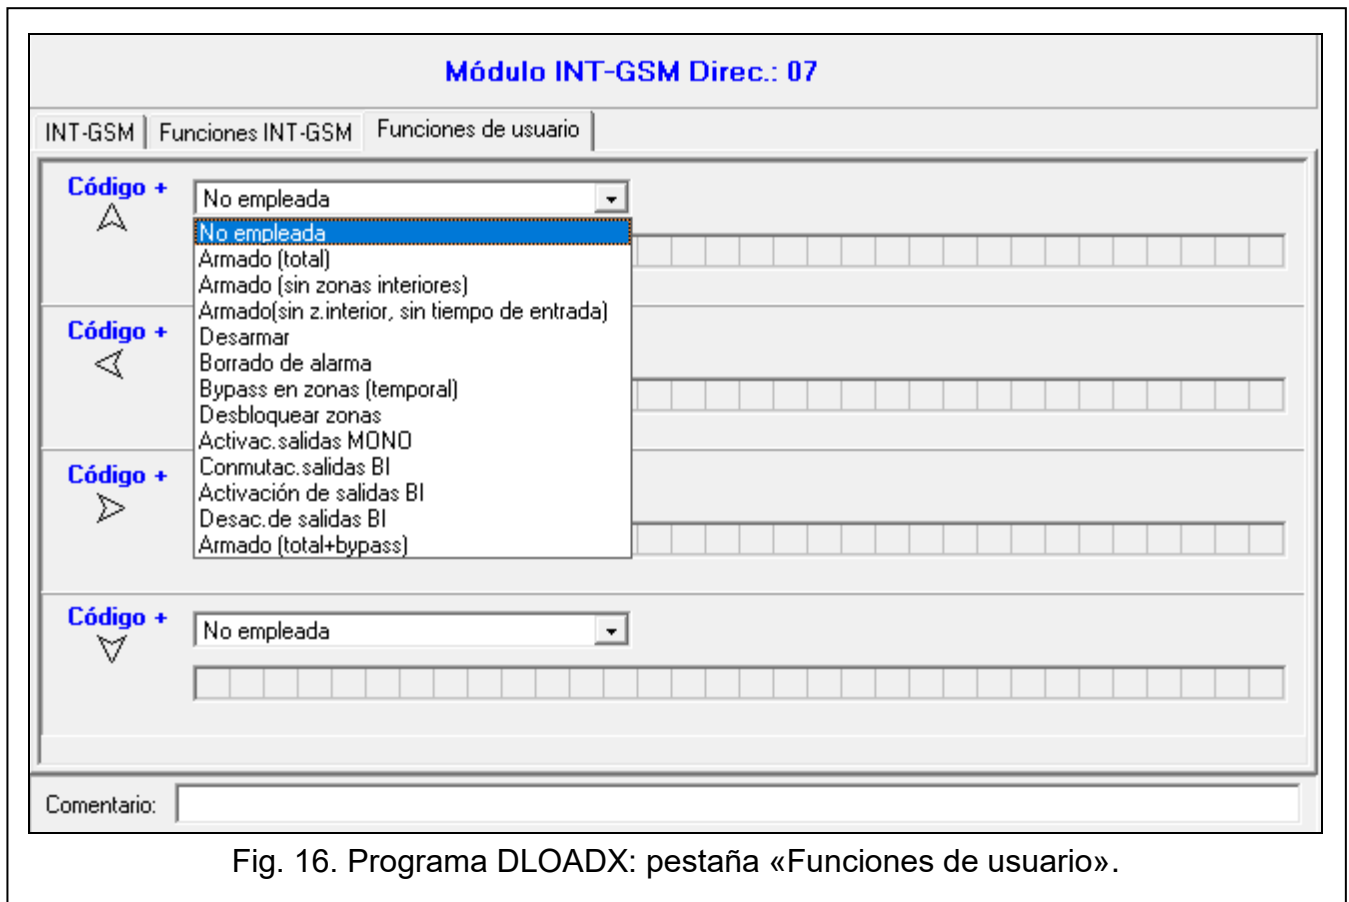 Módulo INT-GSM Direc.: 07
INT-GSM Funciones INT-GSM Funciones de usuario
Código +
No empleada
No empleada
Armado (total)
Armado (sin zonas interiores)
Armado(sin z.interior, sin tiempo de entrada)
Código +
Desarmar
Borrado de alarma
Bypass en zonas (temporal)
Desbloquear zonas
Activac.salidas MONO
Código +
Conmutac.salidas BI
Activación de salidas BI
Desac.de salidas BI
Armado (total+bypass)
Código +
No empleada
Comentario:
Fig. 16. Programa DLOADX: pestaña «Funciones de usuario».